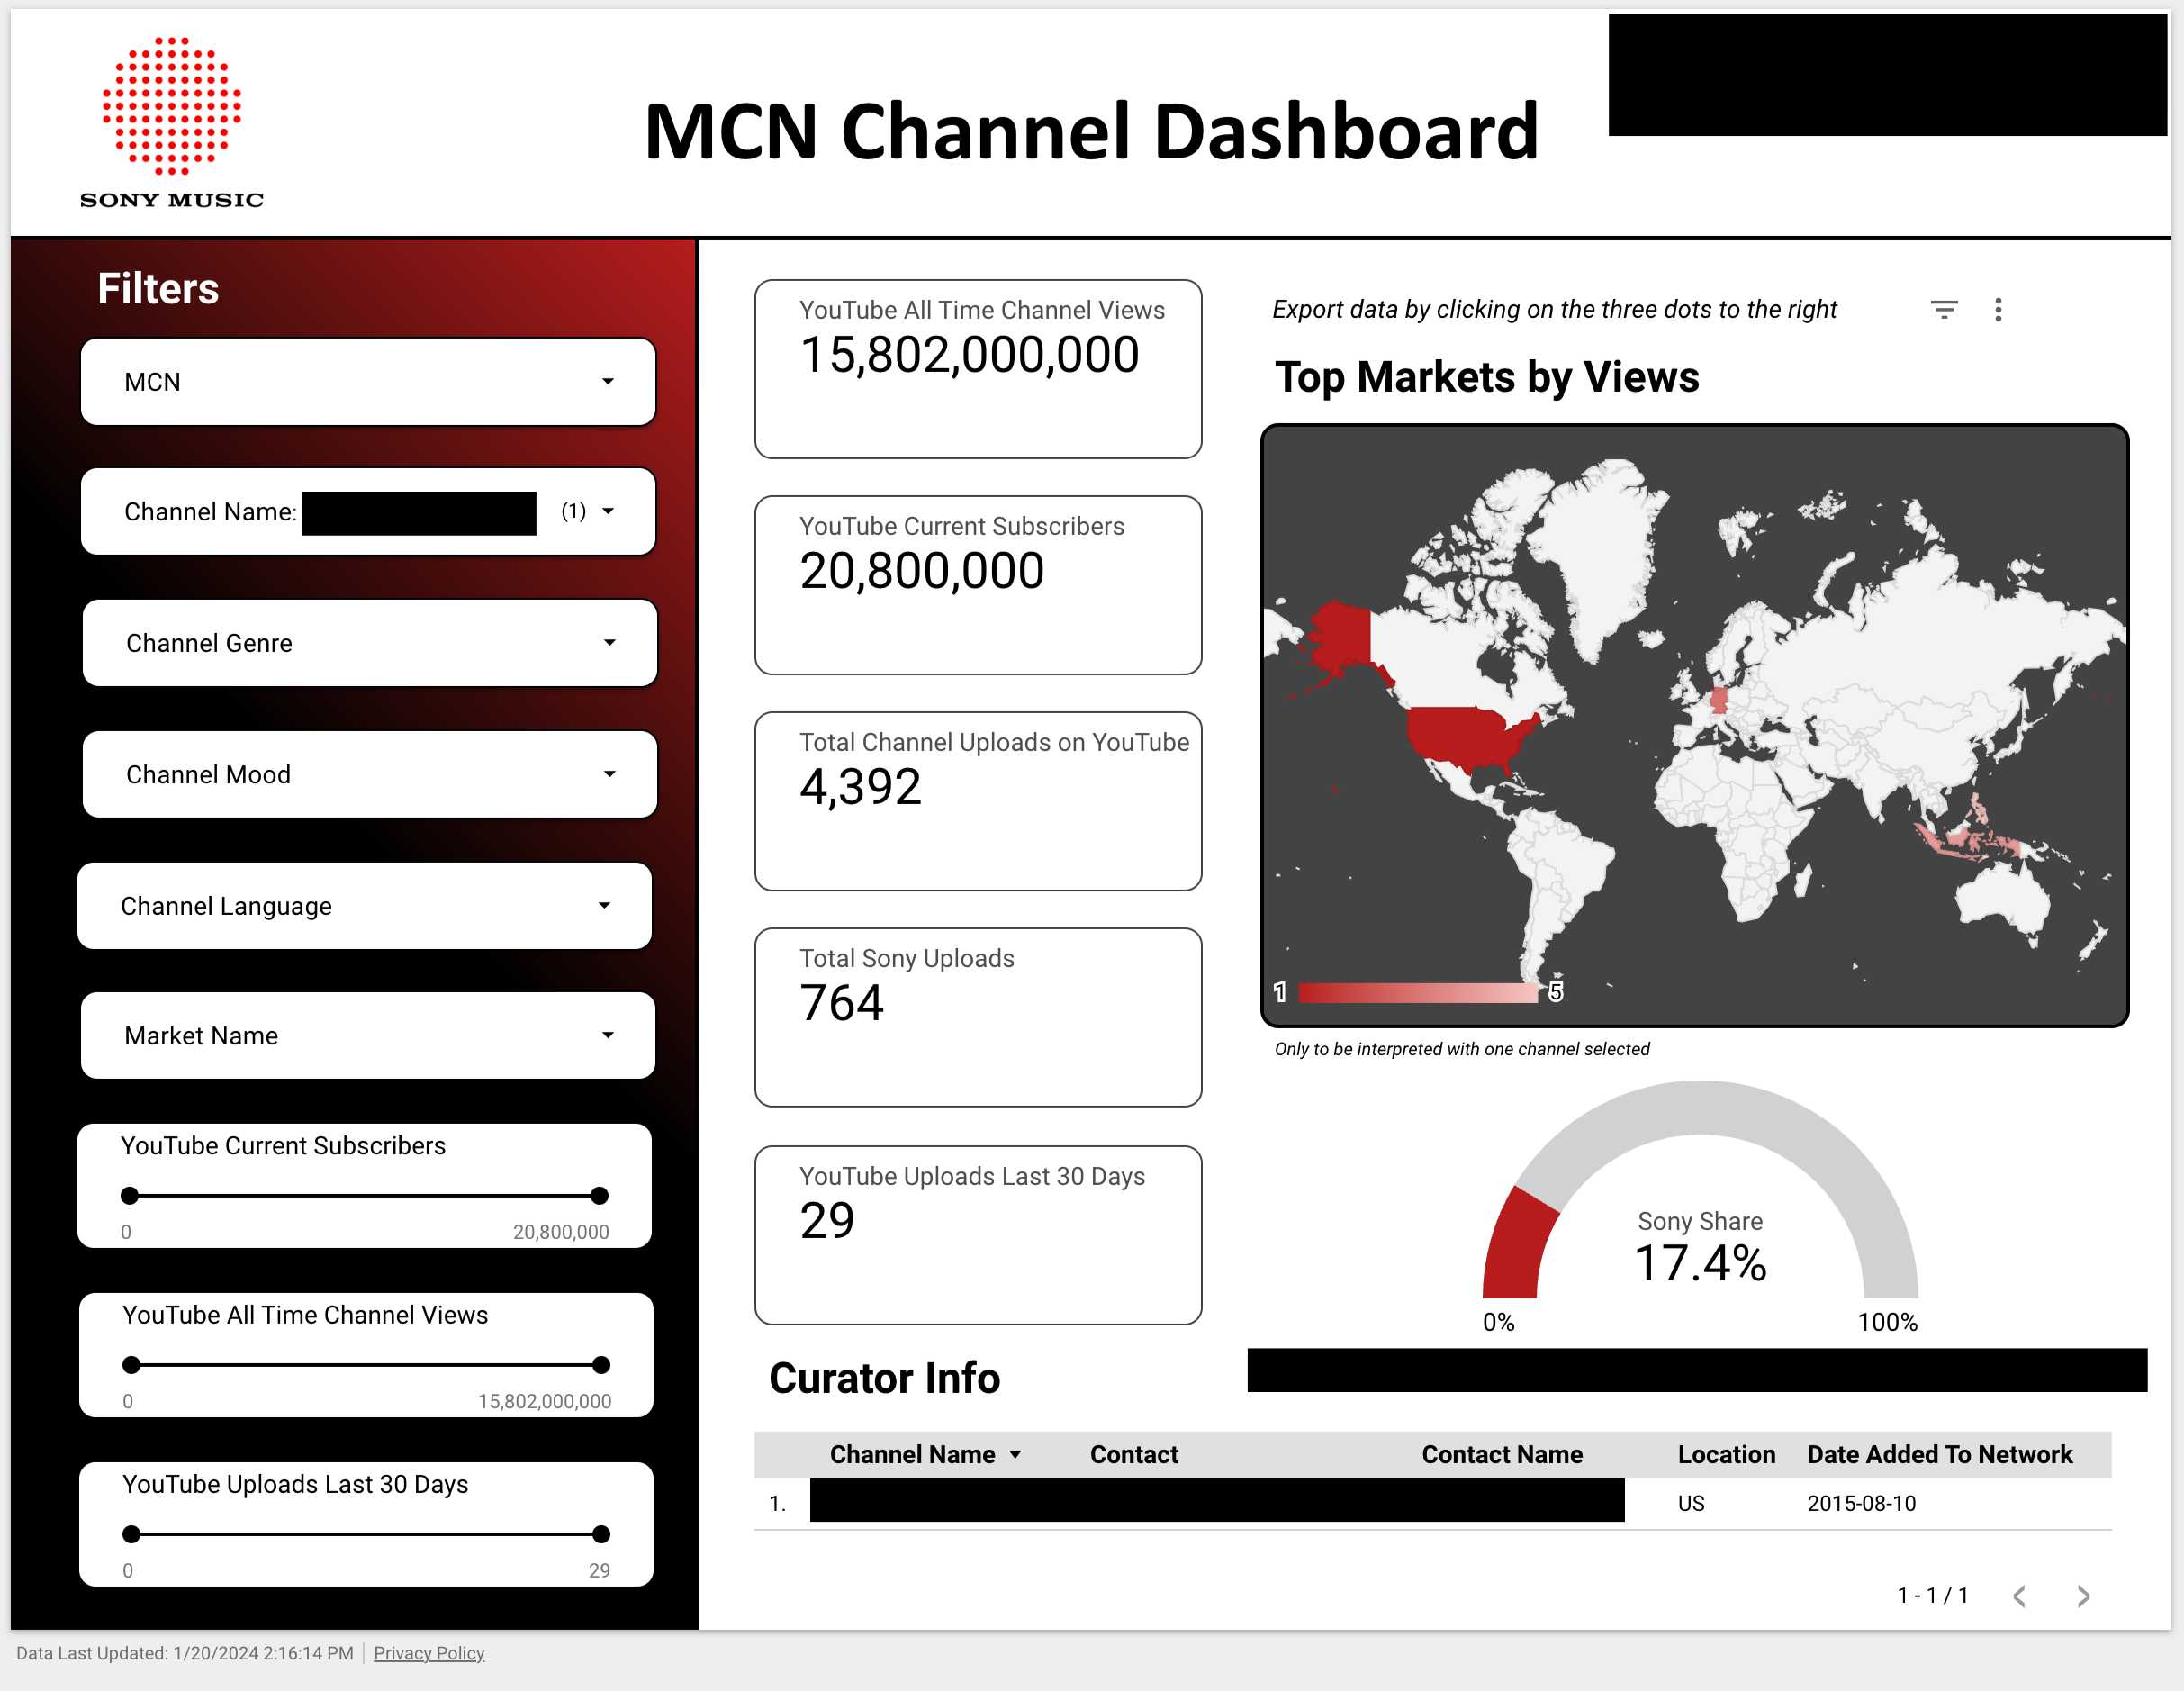 SONY MUSIC
MCN Channel Dashboard
Filters
MCN
Channel Name:
(1)
Channel Genre
Channel Mood
Channel Language
Market Name
YouTube Current Subscribers
0
20,800,000
YouTube All Time Channel Views
0
15,802,000,000
YouTube Uploads Last 30 Days
0
29
YouTube All Time Channel Views
15,802,000,000
YouTube Current Subscribers
20,800,000
Total Channel Uploads on YouTube
4,392
Total Sony Uploads
764
YouTube Uploads Last 30 Days
29
Export data by clicking on the three dots to the right
Top Markets by Views
1
5
Only to be interpreted with one channel selected
Sony Share
17.4%
0%
100%
Curator Info
Channel Name Contact Contact Name Location Date Added To Network
1. US 2015-08-10
1 - 1 / 1
Data Last Updated: 1/20/2024 2:16:14 PM Privacy Policy